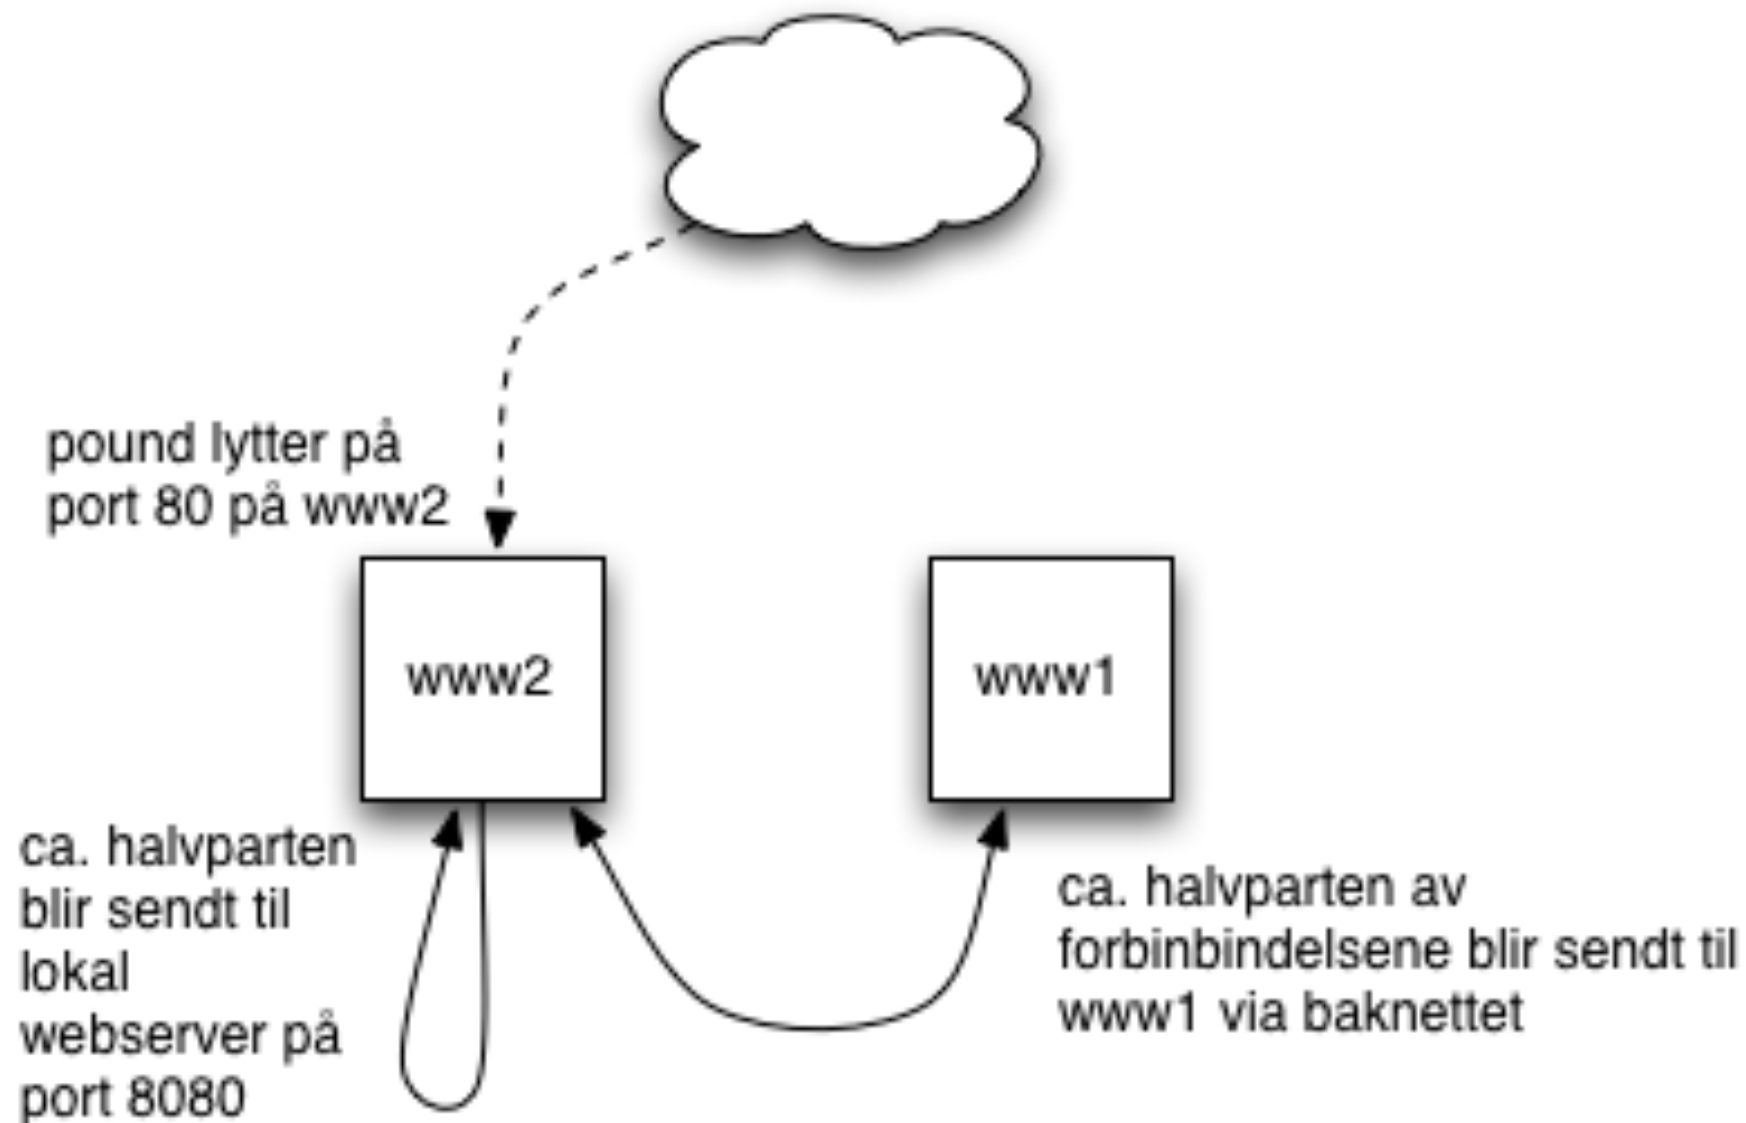 pound lytter på
port 80 på www2
www2
www1
ca. halvparten
blir sendt til
lokal
webserver på
port 8080
ca. halvparten av
forbinbindelsene blir sendt til
www1 via baknettet